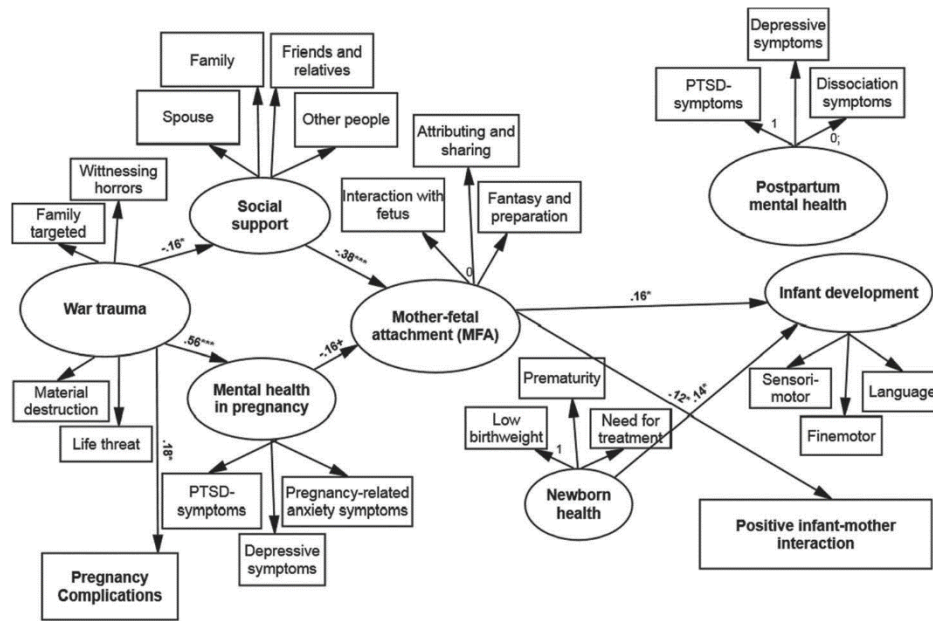 Depressive
symptoms
Family
Friends and
relatives
PTSD-
symptoms
Dissociation
symptoms
Spouse
Other people
Attributing and
sharing
1
0;
Wittnessing
horrors
Interaction with
fetus
Fantasy and
preparation
Postpartum
mental health
Family
targeted
Social
support
-.16*
-.38***
0
War trauma
Mother-fetal
attachment (MFA)
.16*
Infant development
.56***
-.16+
Material
destruction
Mental health
in pregnancy
Prematurity
-.12*
.14*
Sensori-
motor
Language
Life threat
Low
birthweight
1
Need for
treatment
Finemotor
.18*
PTSD-
symptoms
Pregnancy-related
anxiety symptoms
Newborn
health
Positive infant-mother
interaction
Depressive
symptoms
Pregnancy
Complications